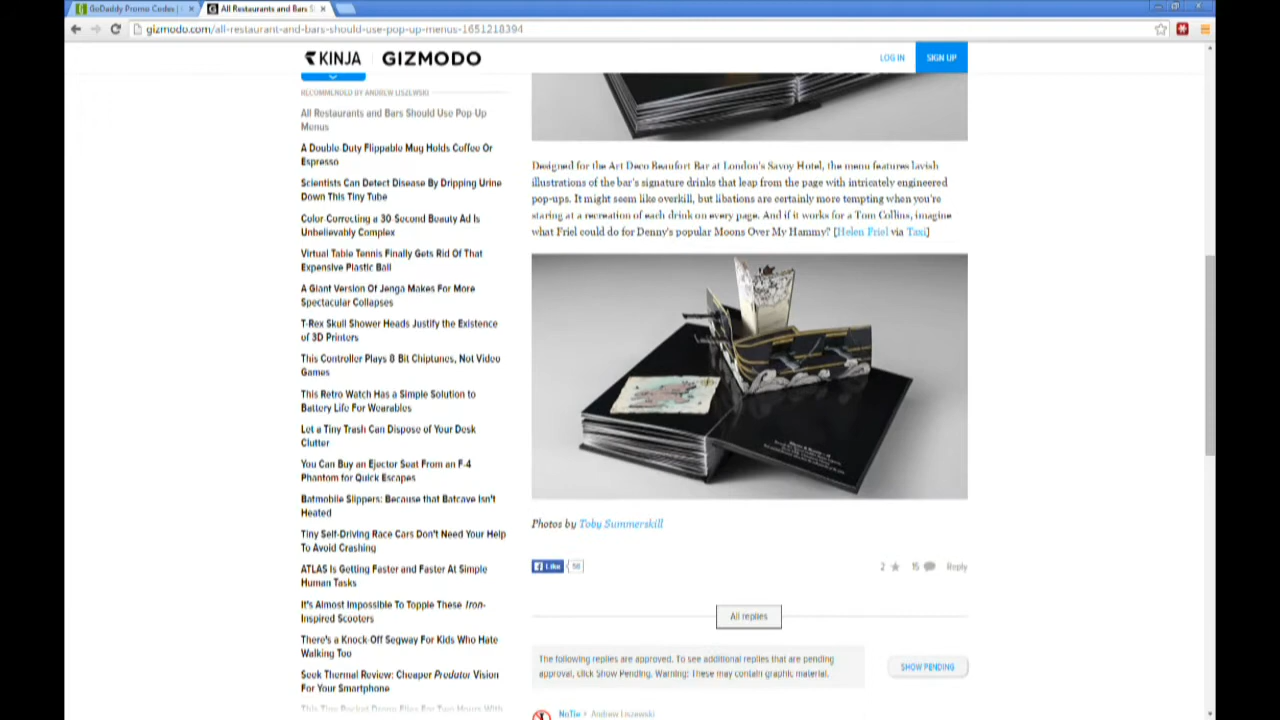 GoDaddy Promo Codes |
All Restaurants and Bars S
gizmodo.com/all-restaurant-and-bars-should-use-pop-up-menus-1651218394
KINJA GIZMODO
LOG IN SIGN UP
RECOMMENDED BY ANDREW LISZEWSKI
All Restaurants and Bars Should Use Pop-Up
Menus
A Double Duty Flippable Mug Holds Coffee Or
Espresso
Scientists Can Detect Disease By Dripping Urine
Down This Tiny Tube
Color Correcting a 30 Second Beauty Ad Is
Unbelievably Complex
Virtual Table Tennis Finally Gets Rid Of That
Expensive Plastic Ball
A Giant Version Of Jenga Makes For More
Spectacular Collapses
T-Rex Skull Shower Heads Justify the Existence
of 3D Printers
This Controller Plays 8 Bit Chiptunes, Not Video
Games
This Retro Watch Has a Simple Solution to
Battery Life For Wearables
Let a Tiny Trash Can Dispose of Your Desk
Clutter
You Can Buy an Ejector Seat From an F-4
Phantom for Quick Escapes
Batmobile Slippers: Because that Batcave Isn't
Heated
Tiny Self-Driving Race Cars Don't Need Your Help
To Avoid Crashing
ATLAS Is Getting Faster and Faster At Simple
Human Tasks
It's Almost Impossible To Topple These Iron-
Inspired Scooters
There's a Knock-Off Segway For Kids Who Hate
Walking Too
Seek Thermal Review: Cheaper Predator Vision
For Your Smartphone
This Tiny Pocket Drone Flies For Two Hours With
Designed for the Art Deco Beaufort Bar at London's Savoy Hotel, the menu features lavish
illustrations of the bar's signature drinks that leap from the page with intricately engineered
pop-ups. It might seem like overkill, but libations are certainly more tempting when you're
staring at a recreation of each drink on every page. And if it works for a Tom Collins, imagine
what Friel could do for Denny's popular Moons Over My Hammy? [Helen Friel via Taxi]
Photos by Toby Summerskill
Like 58
2 15 Reply
All replies
The following replies are approved. To see additional replies that are pending
approval, click Show Pending. Warning: These may contain graphic material.
SHOW PENDING
NoTie Andrew Liszewski